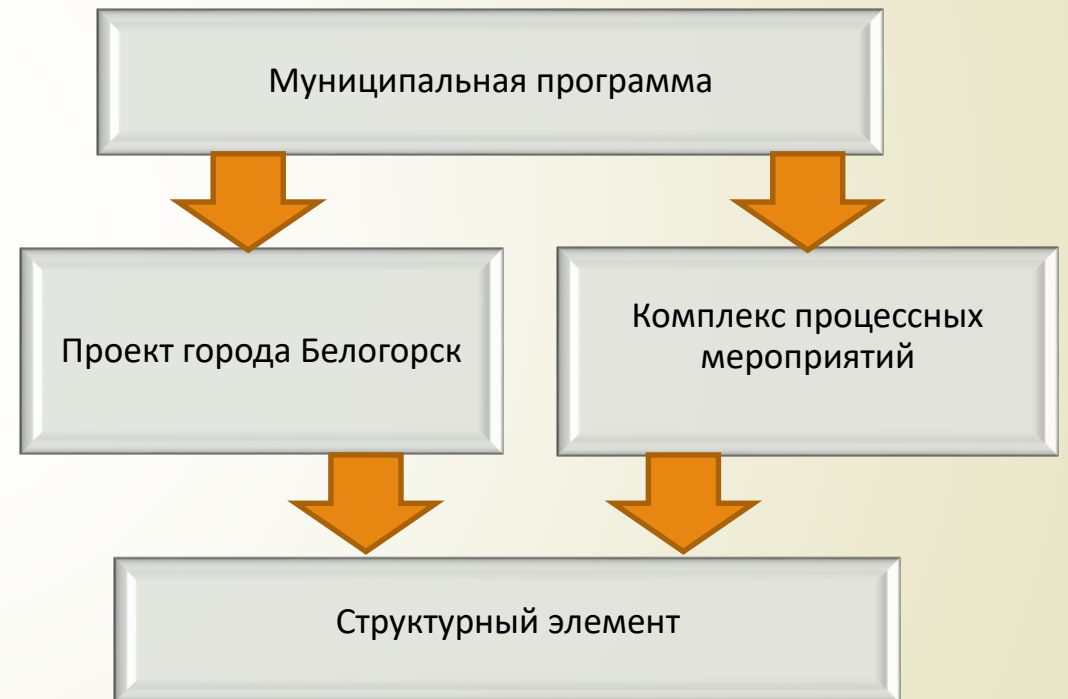 Муниципальная программа
Проект города Белогорск
Комплекс процессных
мероприятий
Структурный элемент